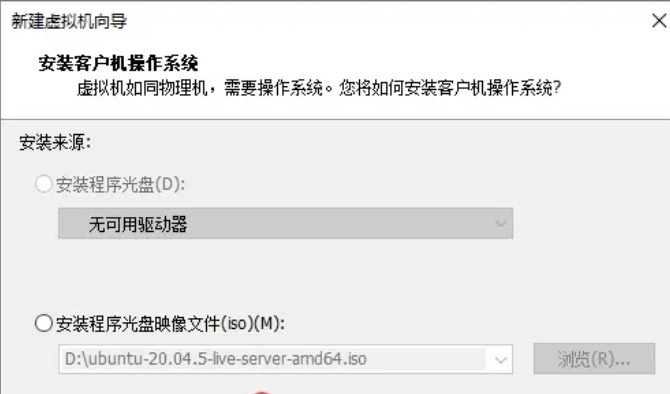 新建虚拟机向导
安装客户机操作系统
虚拟机如同物理机，需要操作系统。您将如何安装客户机操作系统?
安装来源:
安装程序光盘(D):
无可用驱动器
安装程序光盘映像文件(iso)(M):
D:\ubuntu-20.04.5-live-server-amd64.iso
浏览(R)...